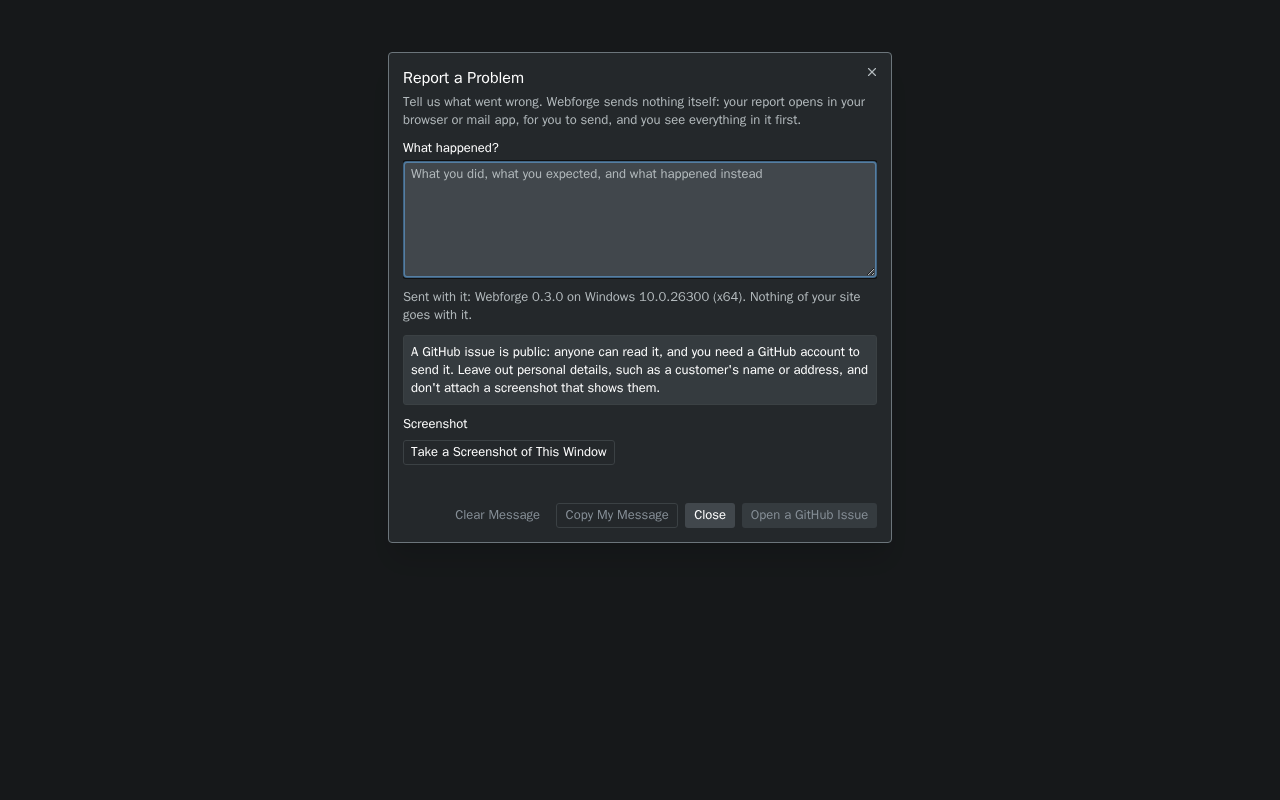 Report a Problem
Tell us what went wrong. Webforge sends nothing itself: your report opens in your
browser or mail app, for you to send, and you see everything in it first.
What happened?
What you did, what you expected, and what happened instead
Sent with it: Webforge 0.3.0 on Windows 10.0.26300 (x64). Nothing of your site
goes with it.
A GitHub issue is public: anyone can read it, and you need a GitHub account to
send it. Leave out personal details, such as a customer's name or address, and
don't attach a screenshot that shows them.
Screenshot
Take a Screenshot of This Window
Clear Message Copy My Message Close Open a GitHub Issue